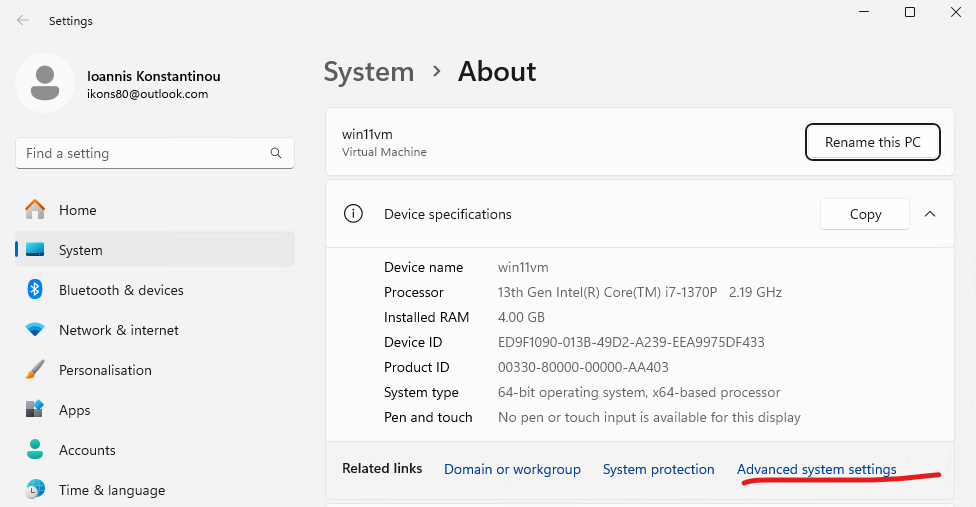 Settings
Ioannis Konstantinou
ikons80@outlook.com
Find a setting
Home
System
Bluetooth & devices
Network & internet
Personalisation
Apps
Accounts
Time & language
System > About
win11vm
Virtual Machine
Rename this PC
Device specifications
Copy
Device name win11vm
Processor 13th Gen Intel(R) Core(TM) i7-1370P 2.19 GHz
Installed RAM 4.00 GB
Device ID ED9F1090-013B-49D2-A239-EEA9975DF433
Product ID 00330-80000-00000-AA403
System type 64-bit operating system, x64-based processor
Pen and touch No pen or touch input is available for this display
Related links Domain or workgroup System protection Advanced system settings